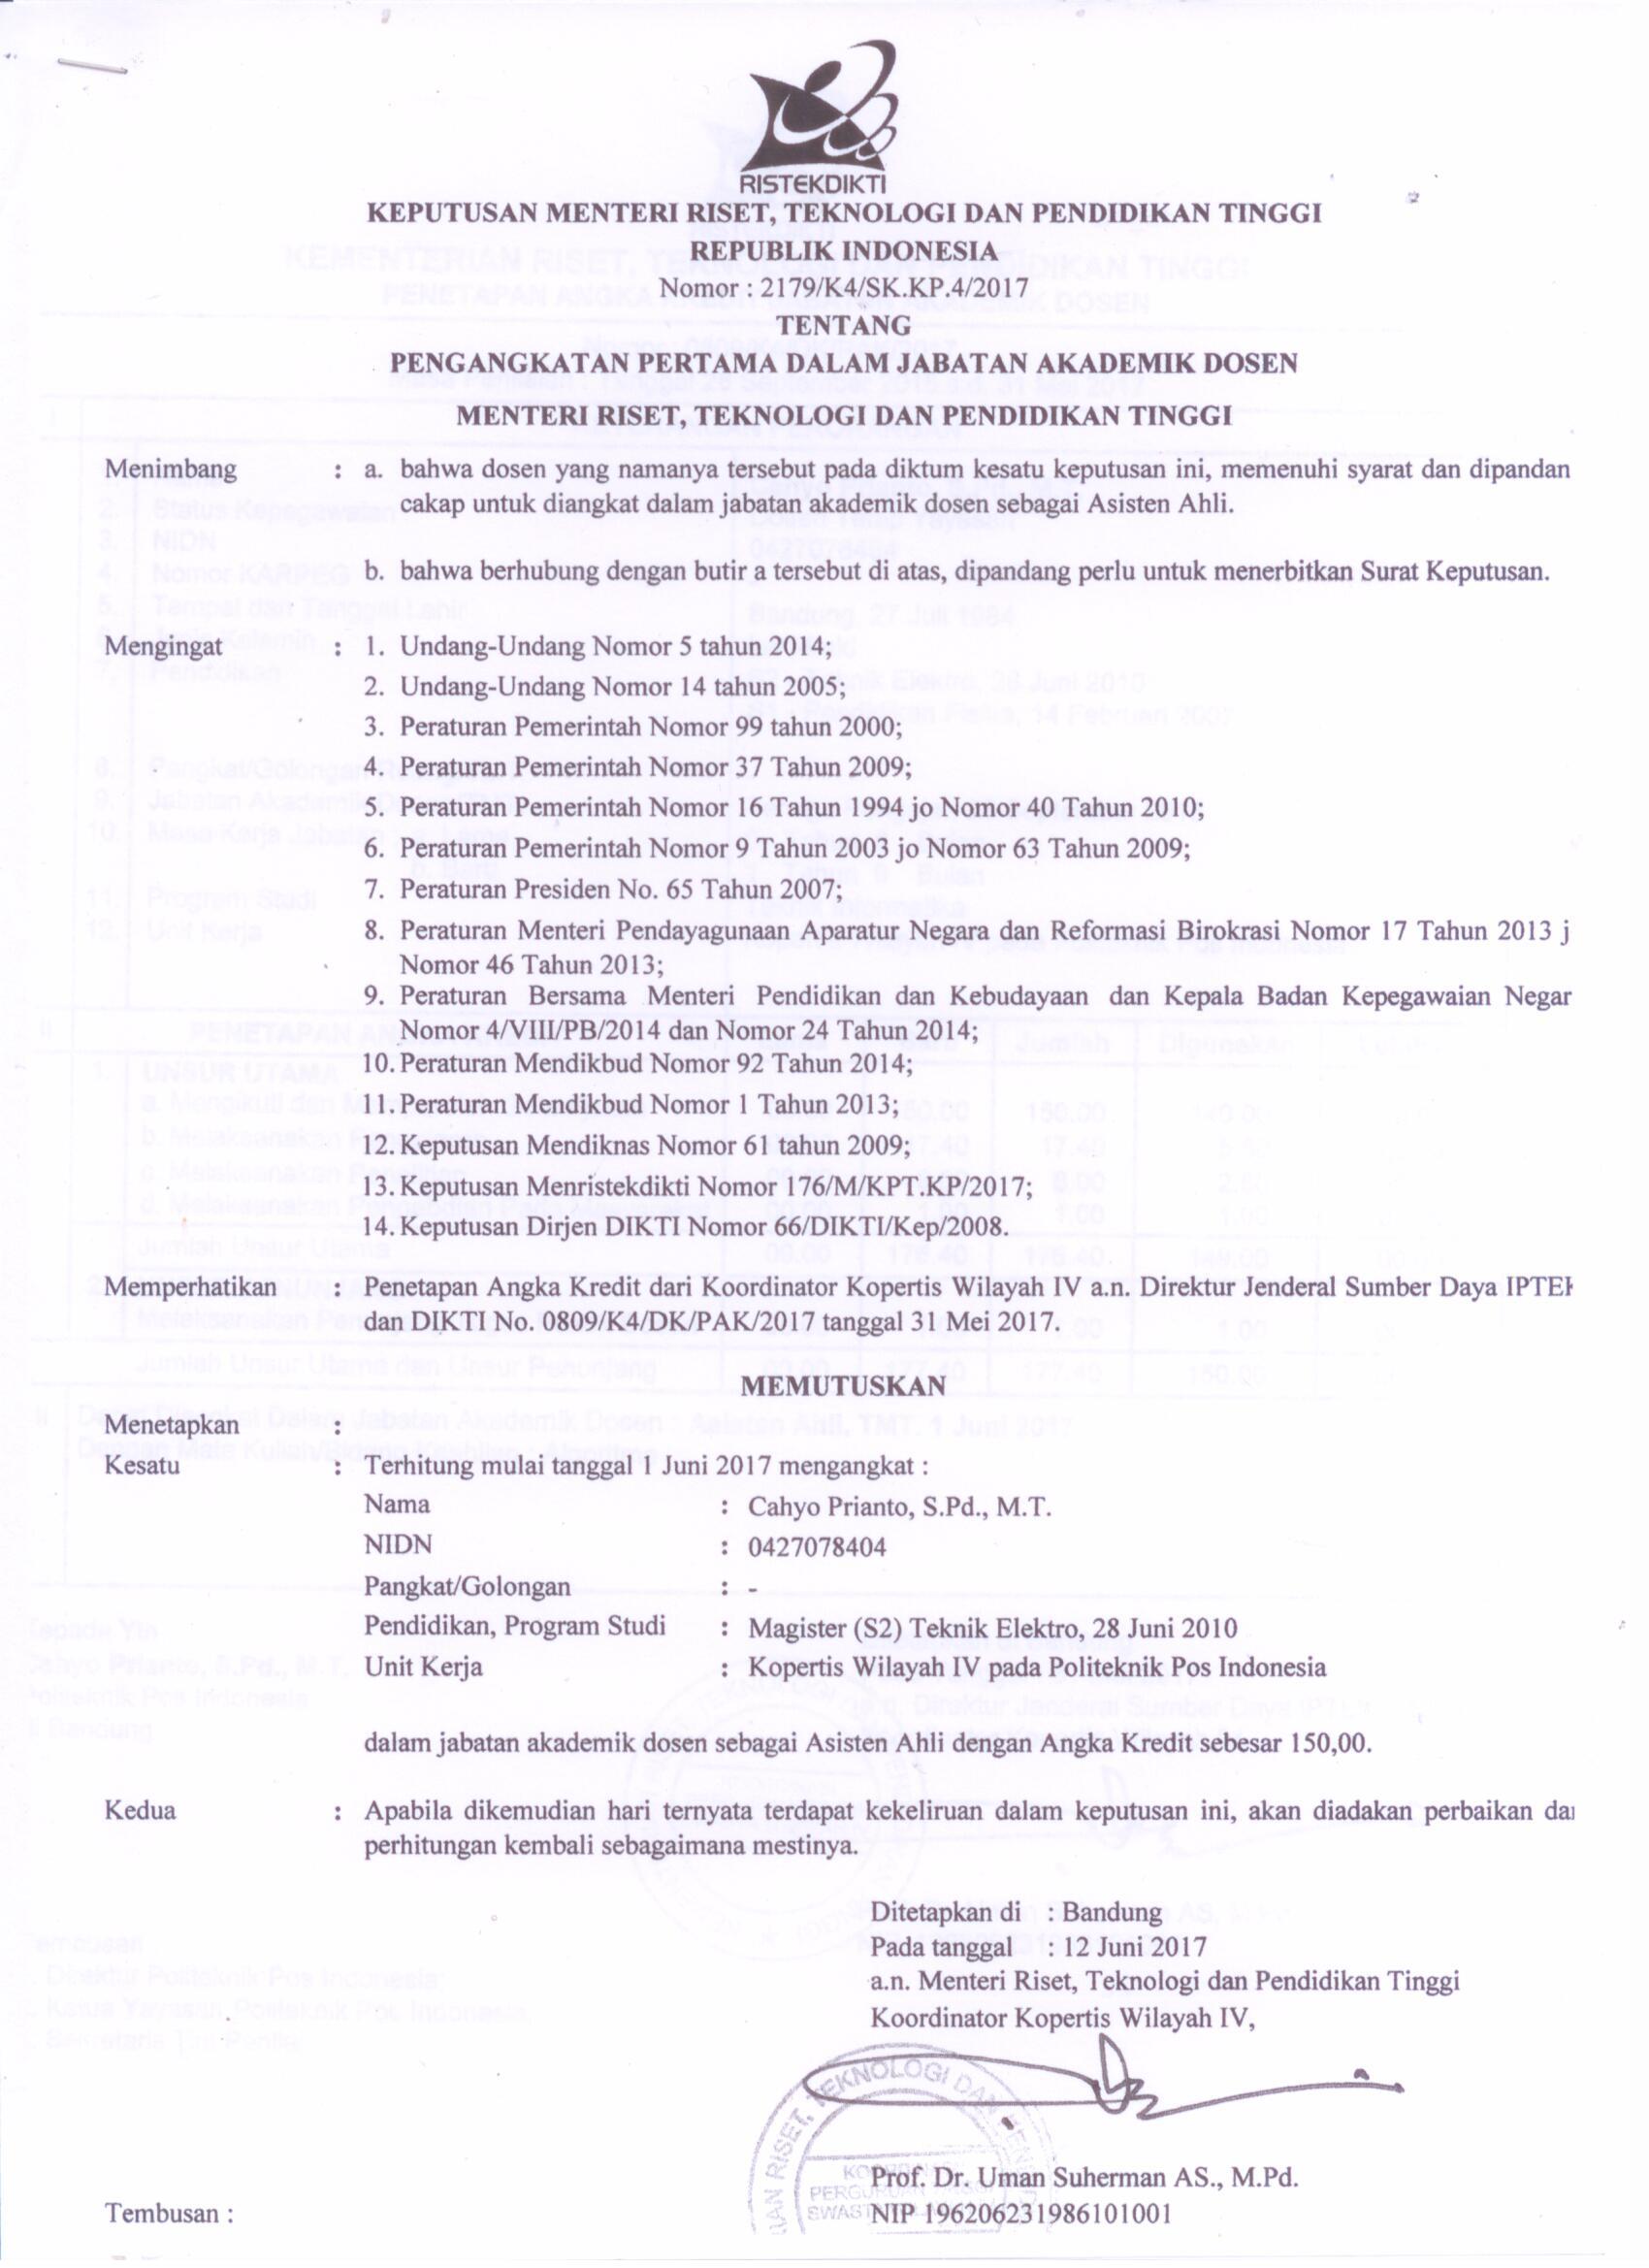 RISTEKDIKTI
KEPUTUSAN MENTERI RISET, TEKNOLOGI DAN PENDIDIKAN TINGGI
REPUBLIK INDONESIA
Nomor : 2179/K4/SK.KP.4/2017
TENTANG
PENGANGKATAN PERTAMA DALAM JABATAN AKADEMIK DOSEN
MENTERI RISET, TEKNOLOGI DAN PENDIDIKAN TINGGI
Menimbang : a. bahwa dosen yang namanya tersebut pada diktum kesatu keputusan ini, memenuhi syarat dan dipandan
cakap untuk diangkat dalam jabatan akademik dosen sebagai Asisten Ahli.
b. bahwa berhubung dengan butir a tersebut di atas, dipandang perlu untuk menerbitkan Surat Keputusan.
Mengingat : 1. Undang-Undang Nomor 5 tahun 2014;
2. Undang-Undang Nomor 14 tahun 2005;
3. Peraturan Pemerintah Nomor 99 tahun 2000;
4. Peraturan Pemerintah Nomor 37 Tahun 2009;
5. Peraturan Pemerintah Nomor 16 Tahun 1994 jo Nomor 40 Tahun 2010;
6. Peraturan Pemerintah Nomor 9 Tahun 2003 jo Nomor 63 Tahun 2009;
7. Peraturan Presiden No. 65 Tahun 2007;
8. Peraturan Menteri Pendayagunaan Aparatur Negara dan Reformasi Birokrasi Nomor 17 Tahun 2013 j
Nomor 46 Tahun 2013;
9. Peraturan Bersama Menteri Pendidikan dan Kebudayaan dan Kepala Badan Kepegawaian Negar
Nomor 4/VIII/PB/2014 dan Nomor 24 Tahun 2014;
10. Peraturan Mendikbud Nomor 92 Tahun 2014;
11. Peraturan Mendikbud Nomor 1 Tahun 2013;
12. Keputusan Mendiknas Nomor 61 tahun 2009;
13. Keputusan Menristekdikti Nomor 176/M/KPT.KP/2017;
14. Keputusan Dirjen DIKTI Nomor 66/DIKTI/Kep/2008.
Memperhatikan : Penetapan Angka Kredit dari Koordinator Kopertis Wilayah IV a.n. Direktur Jenderal Sumber Daya IPTEK
dan DIKTI No. 0809/K4/DK/PAK/2017 tanggal 31 Mei 2017.
MEMUTUSKAN
Menetapkan :
Kesatu : Terhitung mulai tanggal 1 Juni 2017 mengangkat :
Nama : Cahyo Prianto, S.Pd., M.T.
NIDN : 0427078404
Pangkat/Golongan : -
Pendidikan, Program Studi : Magister (S2) Teknik Elektro, 28 Juni 2010
Unit Kerja : Kopertis Wilayah IV pada Politeknik Pos Indonesia
dalam jabatan akademik dosen sebagai Asisten Ahli dengan Angka Kredit sebesar 150,00.
Kedua : Apabila dikemudian hari ternyata terdapat kekeliruan dalam keputusan ini, akan diadakan perbaikan dan
perhitungan kembali sebagaimana mestinya.
Ditetapkan di : Bandung
Pada tanggal : 12 Juni 2017
a.n. Menteri Riset, Teknologi dan Pendidikan Tinggi
Koordinator Kopertis Wilayah IV,
Prof. Dr. Uman Suherman AS., M.Pd.
NIP 196206231986101001
Tembusan :